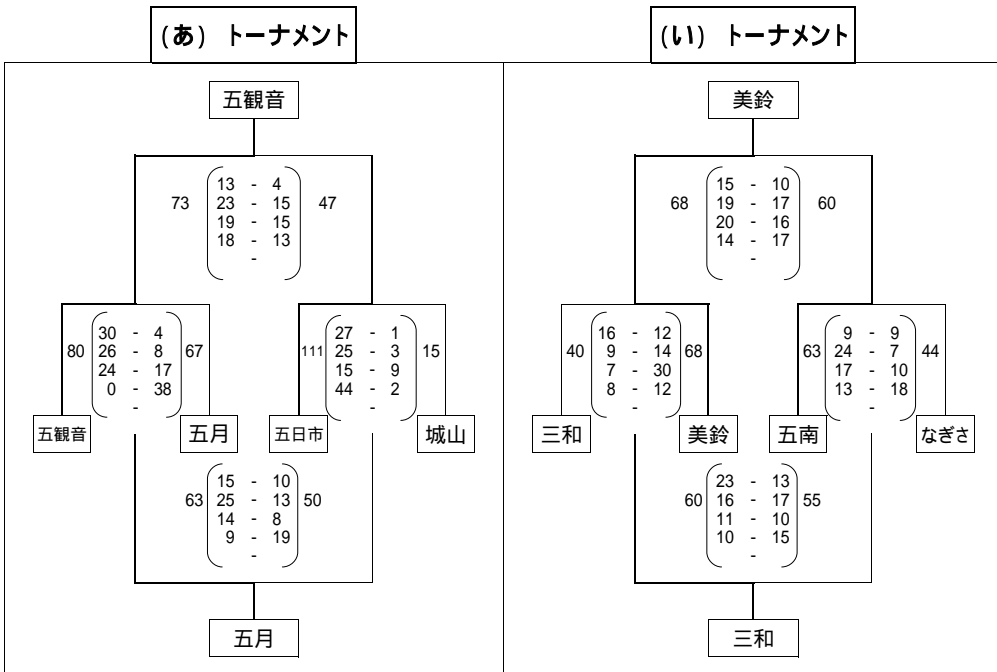 (あ) トーナメント
五観音
73 13 - 4 47
23 - 15
19 - 15
18 - 13
-
80 30 - 4 67
26 - 8
24 - 17
0 - 38
-
111 27 - 1 15
25 - 3
15 - 9
44 - 2
-
五観音 五月 五日市 城山
63 15 - 10 50
25 - 13
14 - 8
9 - 19
-
五月
(い) トーナメント
美鈴
68 15 - 10 60
19 - 17
20 - 16
14 - 17
-
40 16 - 12 68
9 - 14
7 - 30
8 - 12
-
63 9 - 9 44
24 - 7
17 - 10
13 - 18
-
三和 美鈴 五南 なぎさ
60 23 - 13 55
16 - 17
11 - 10
10 - 15
-
三和